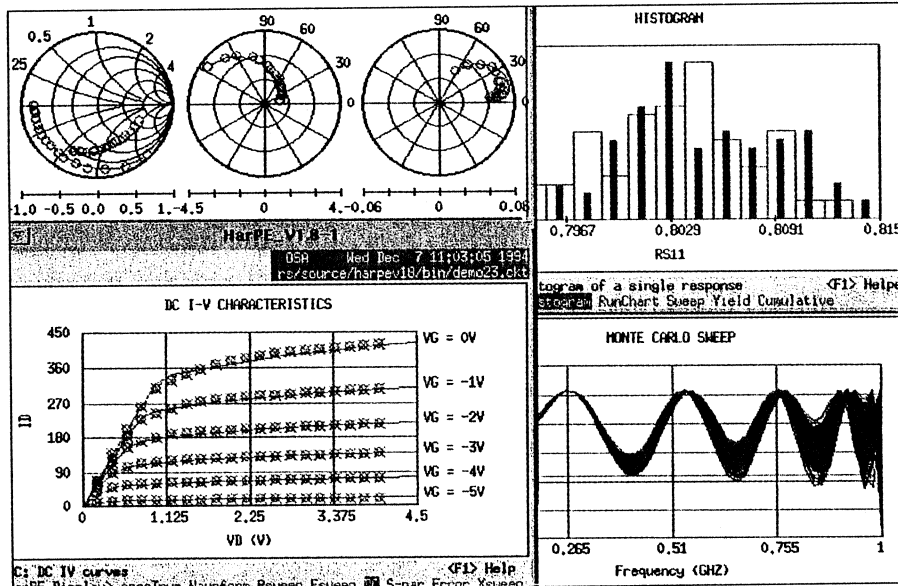 1
0.5
2
25
4
90
60
30
0
90
60
30
0
-1.0 -0.5 0.0 0.5 1.-4.5 0 4.-0.06 0 0.08
HarPE_V1.8-1
OSA Wed Dec 7 11:03:05 1994
rs/source/harpev18/bin/demo23.ckt
DC I-V CHARACTERISTICS
450
360
270
180
90
0
ID
VG = 0V
VG = -1V
VG = -2V
VG = -3V
VG = -4V
VG = -5V
0 1.125 2.25 3.375 4.5
VD (V)
C: DC IV curves <F1> Help
HISTOGRAM
0.7967 0.8029 0.8091 0.815
RS11
togram of a single response <F1> Help
stogram RunChart Sweep Yield Cumulative
MONTE CARLO SWEEP
0.265 0.51 0.755 1
Frequency (GHZ)